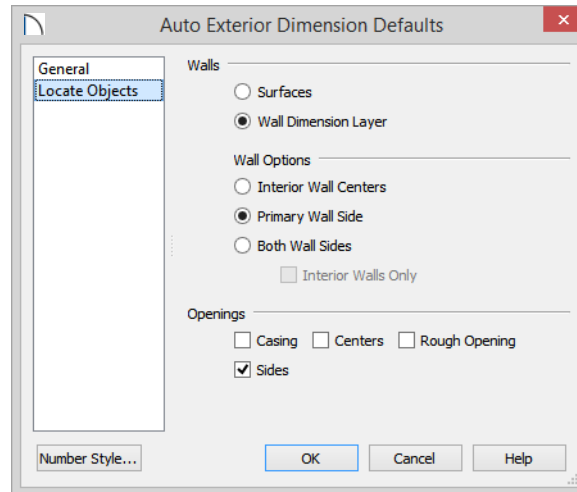 Auto Exterior Dimension Defaults
General
Locate Objects
Walls
Surfaces
Wall Dimension Layer
Wall Options
Interior Wall Centers
Primary Wall Side
Both Wall Sides
Interior Walls Only
Openings
Casing Centers Rough Opening
Sides
Number Style... OK Cancel Help